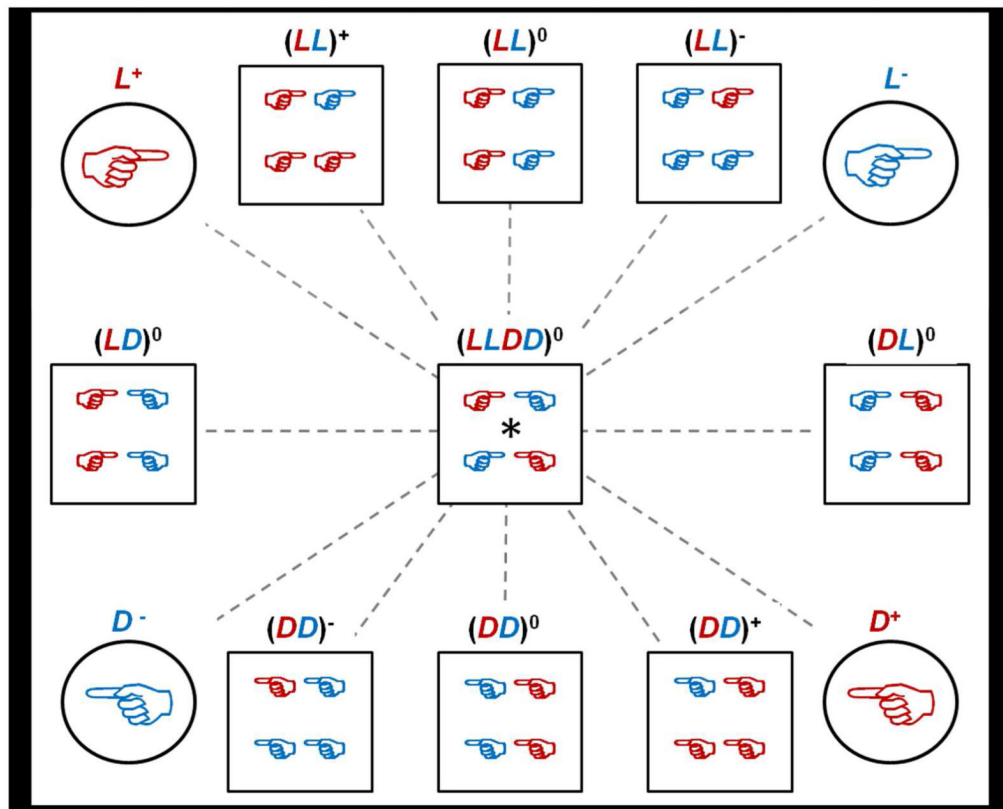 (LL)⁺ (LL)⁰ (LL)⁻
L⁺ L⁻
(LD)⁰ (LLDD)⁰ (DL)⁰
*
D⁻ (DD)⁻ (DD)⁰ (DD)⁺ D⁺